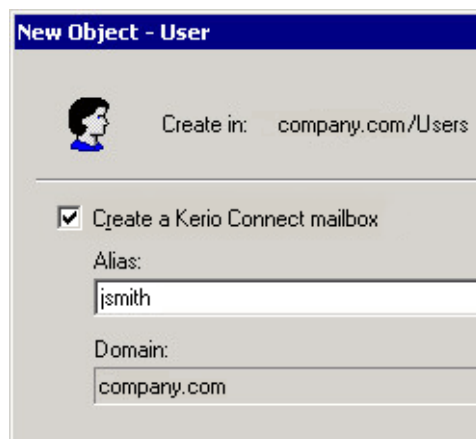 New Object - User
Create in: company.com/Users
Create a Kerio Connect mailbox
Alias:
jsmith
Domain:
company.com